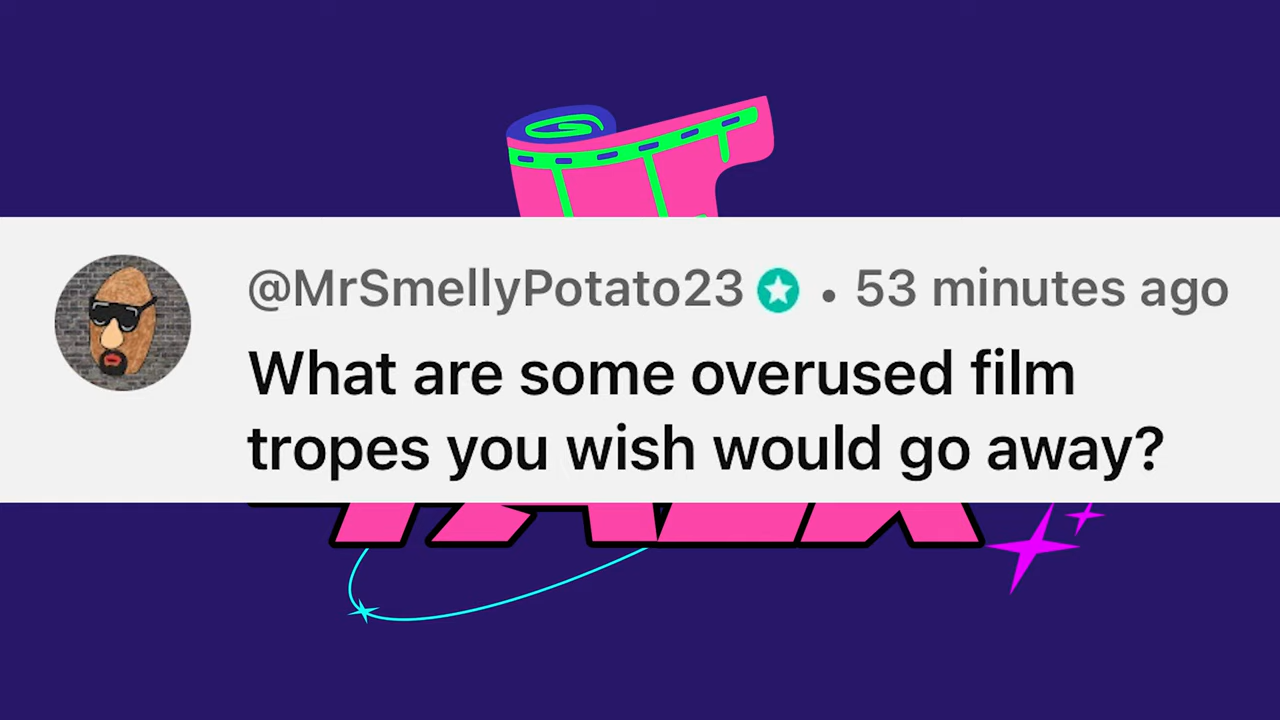 @MrSmellyPotato23 • 53 minutes ago
What are some overused film
tropes you wish would go away?